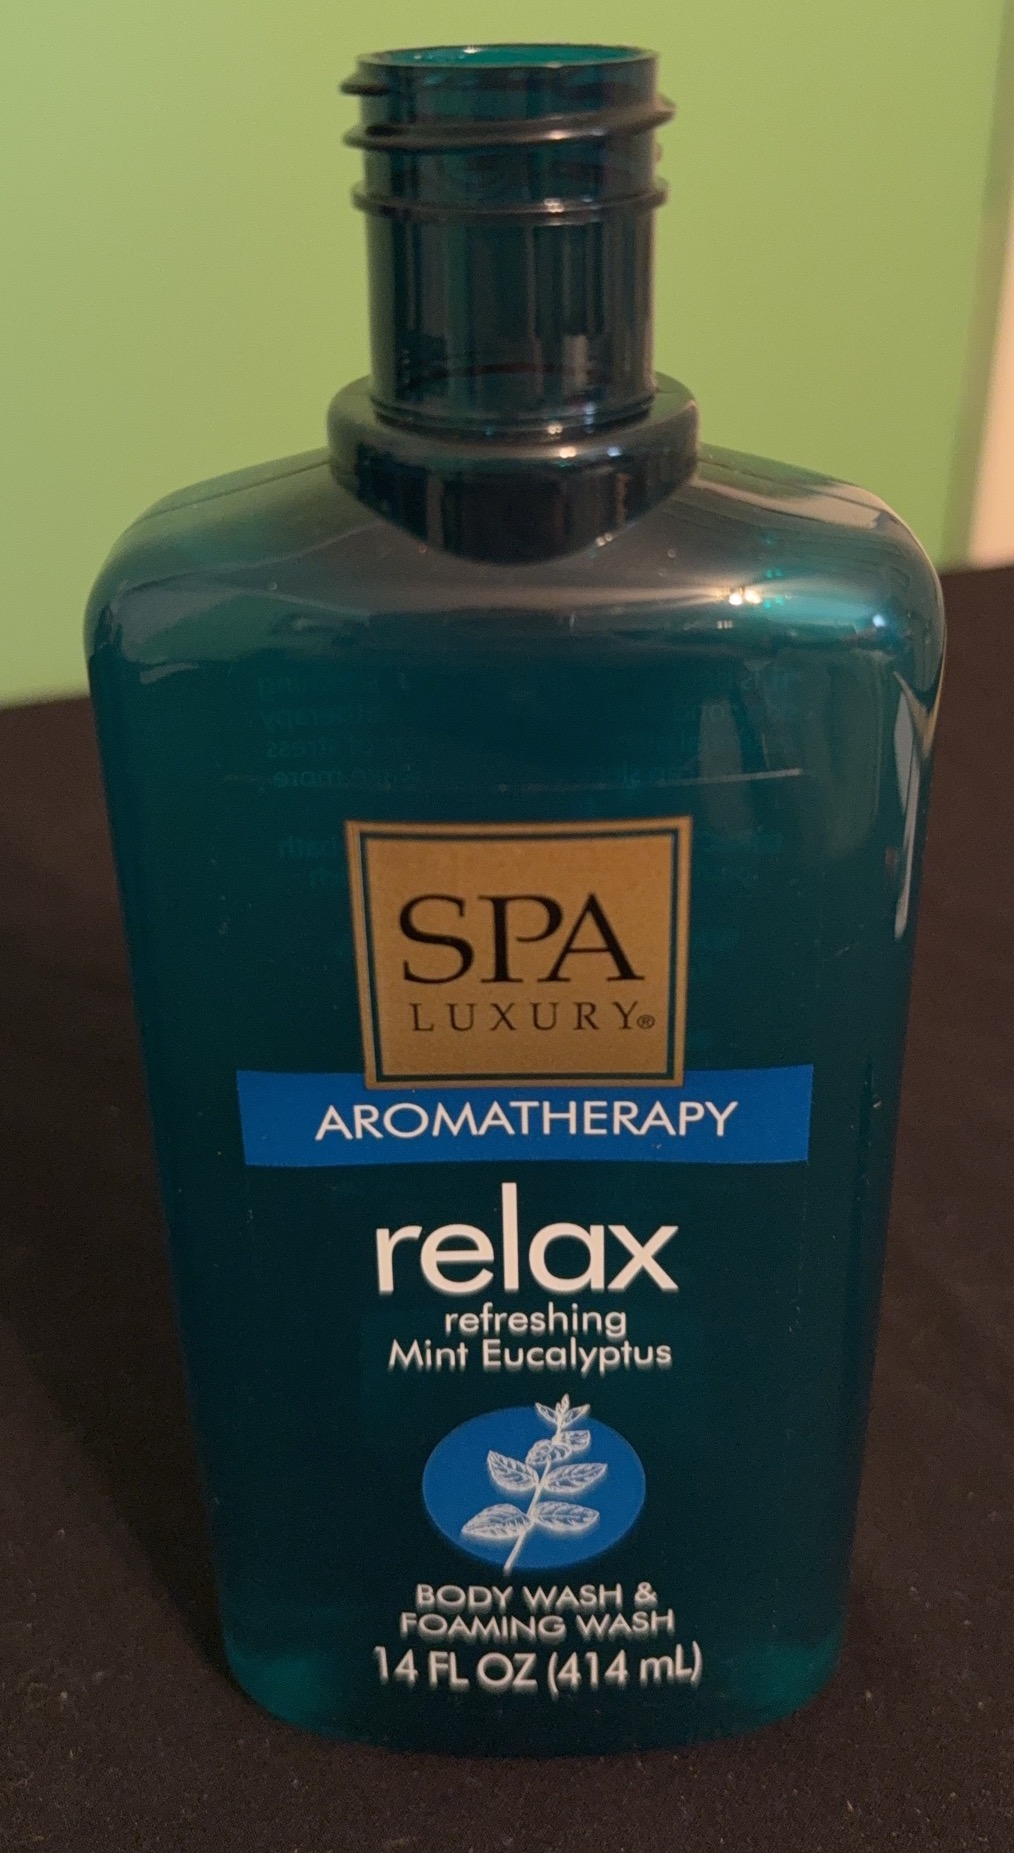 SPA
LUXURY®
AROMATHERAPY
relax
refreshing
Mint Eucalyptus
BODY WASH &
FOAMING WASH
14 FL OZ (414 mL)